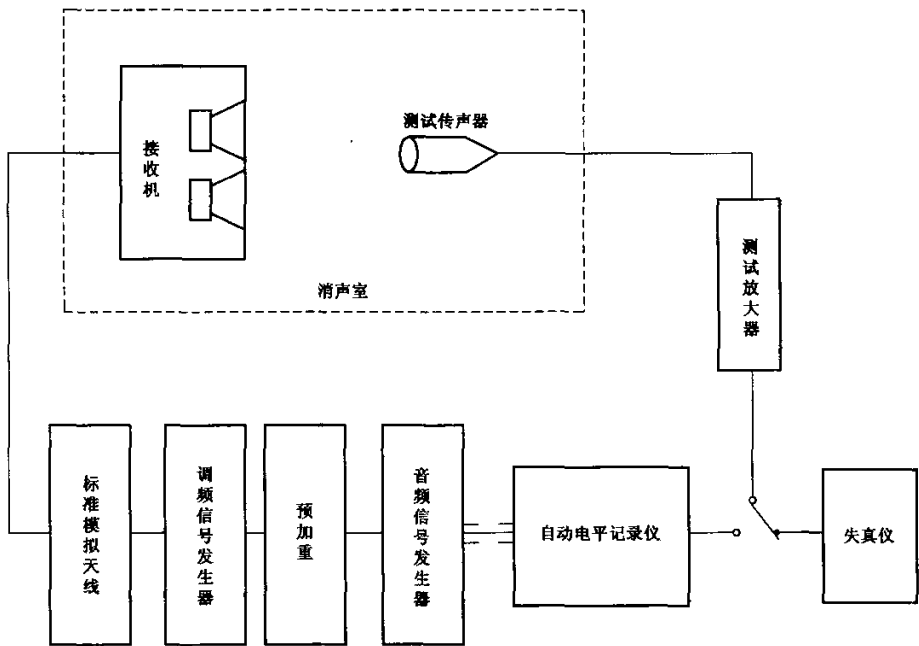 测试传声器
接收机
消声室
测试放大器
标准模拟天线
调频信号发生器
预加重
音频信号发生器
自动电平记录仪
失真仪